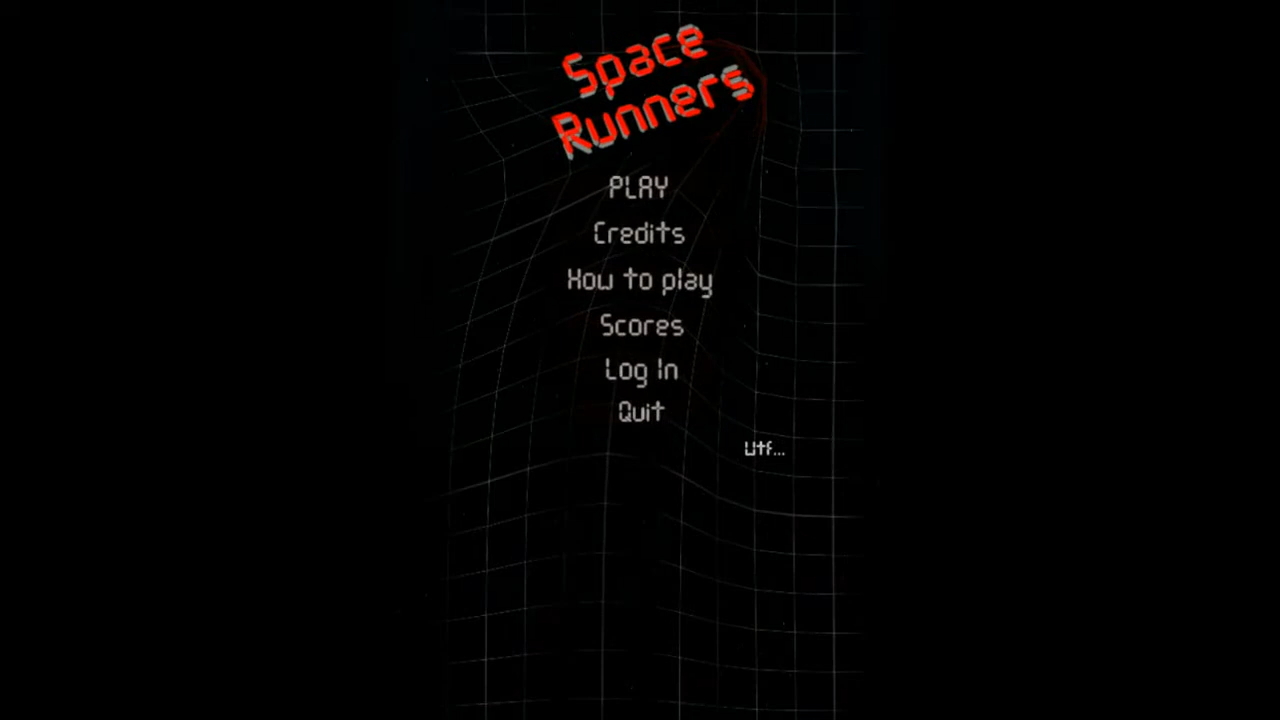 Space
Runners
PLAY
Credits
How to play
Scores
Log In
Quit
Utf...